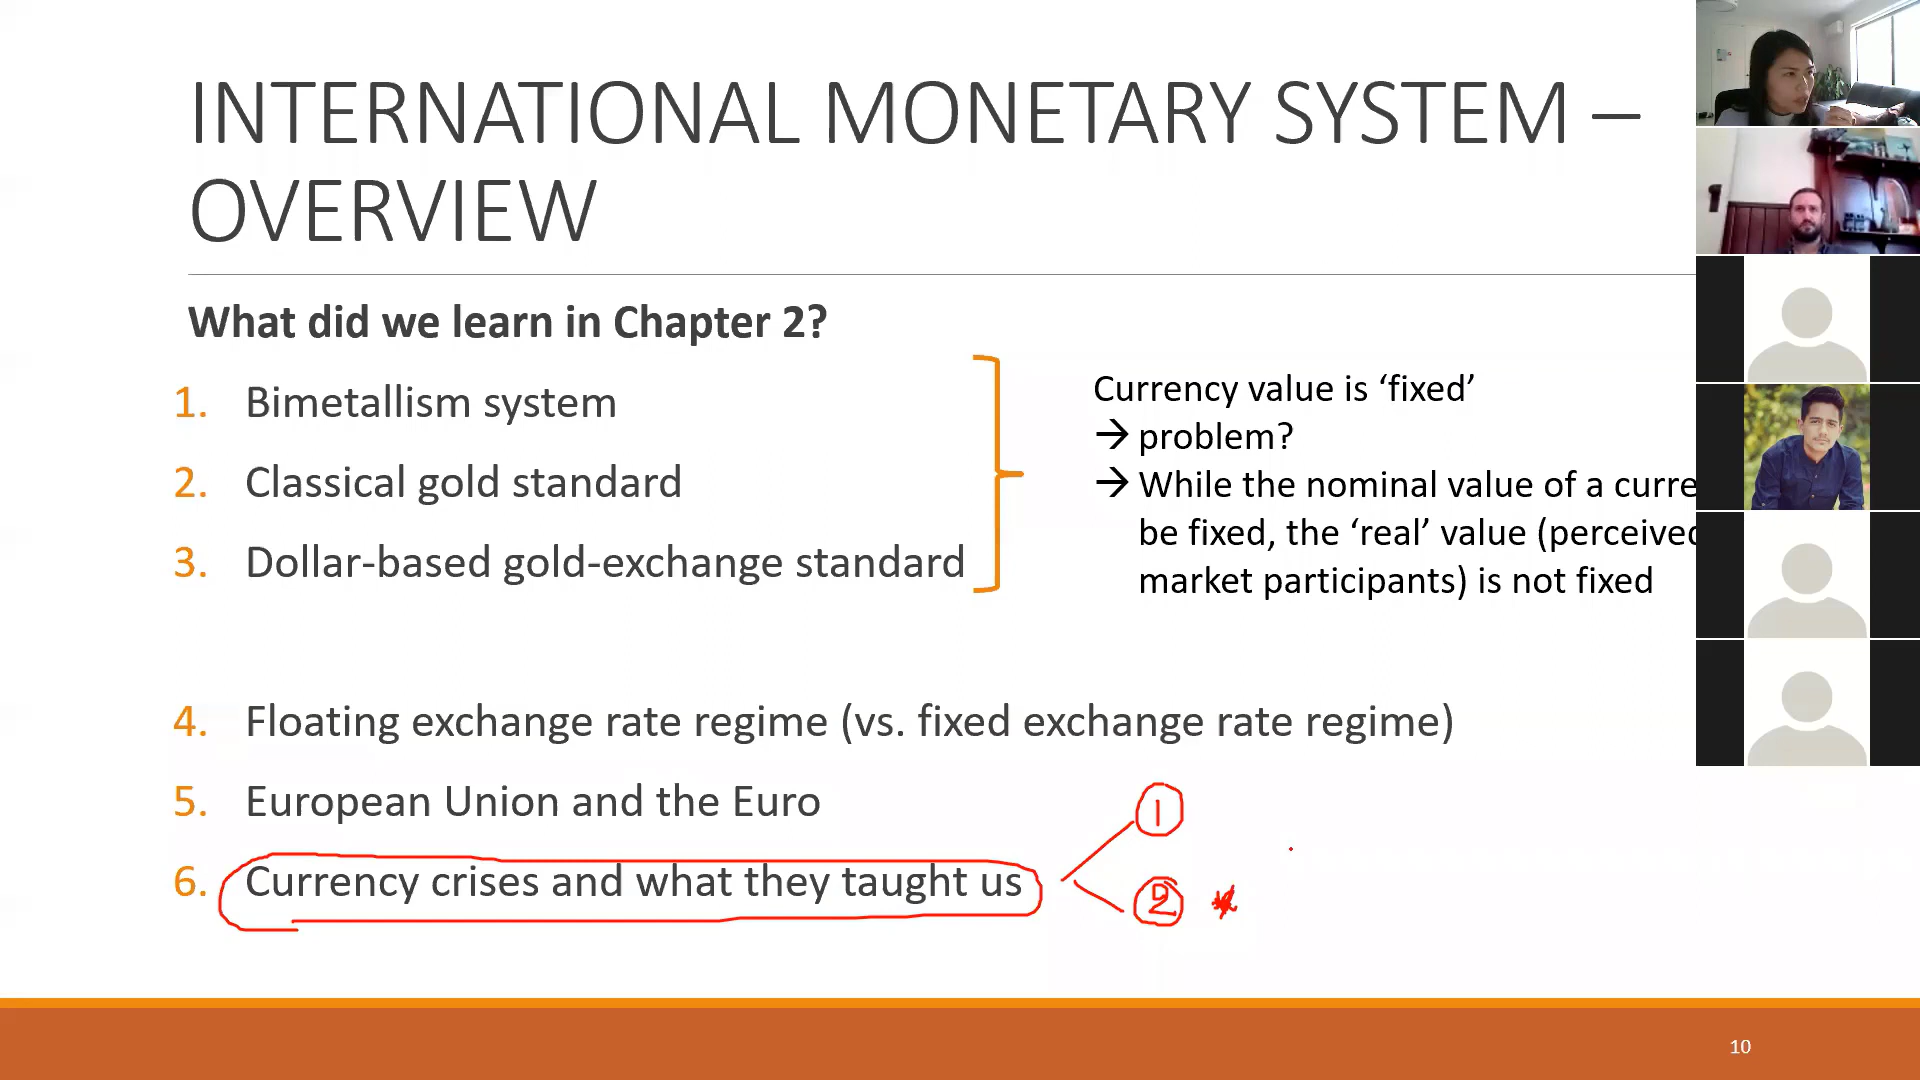 INTERNATIONAL MONETARY SYSTEM –
OVERVIEW
What did we learn in Chapter 2?
1. Bimetallism system
2. Classical gold standard
3. Dollar-based gold-exchange standard
Currency value is ‘fixed’
→ problem?
→ While the nominal value of a curre
be fixed, the ‘real’ value (perceived
market participants) is not fixed
4. Floating exchange rate regime (vs. fixed exchange rate regime)
5. European Union and the Euro
6. Currency crises and what they taught us
1
2 *
10